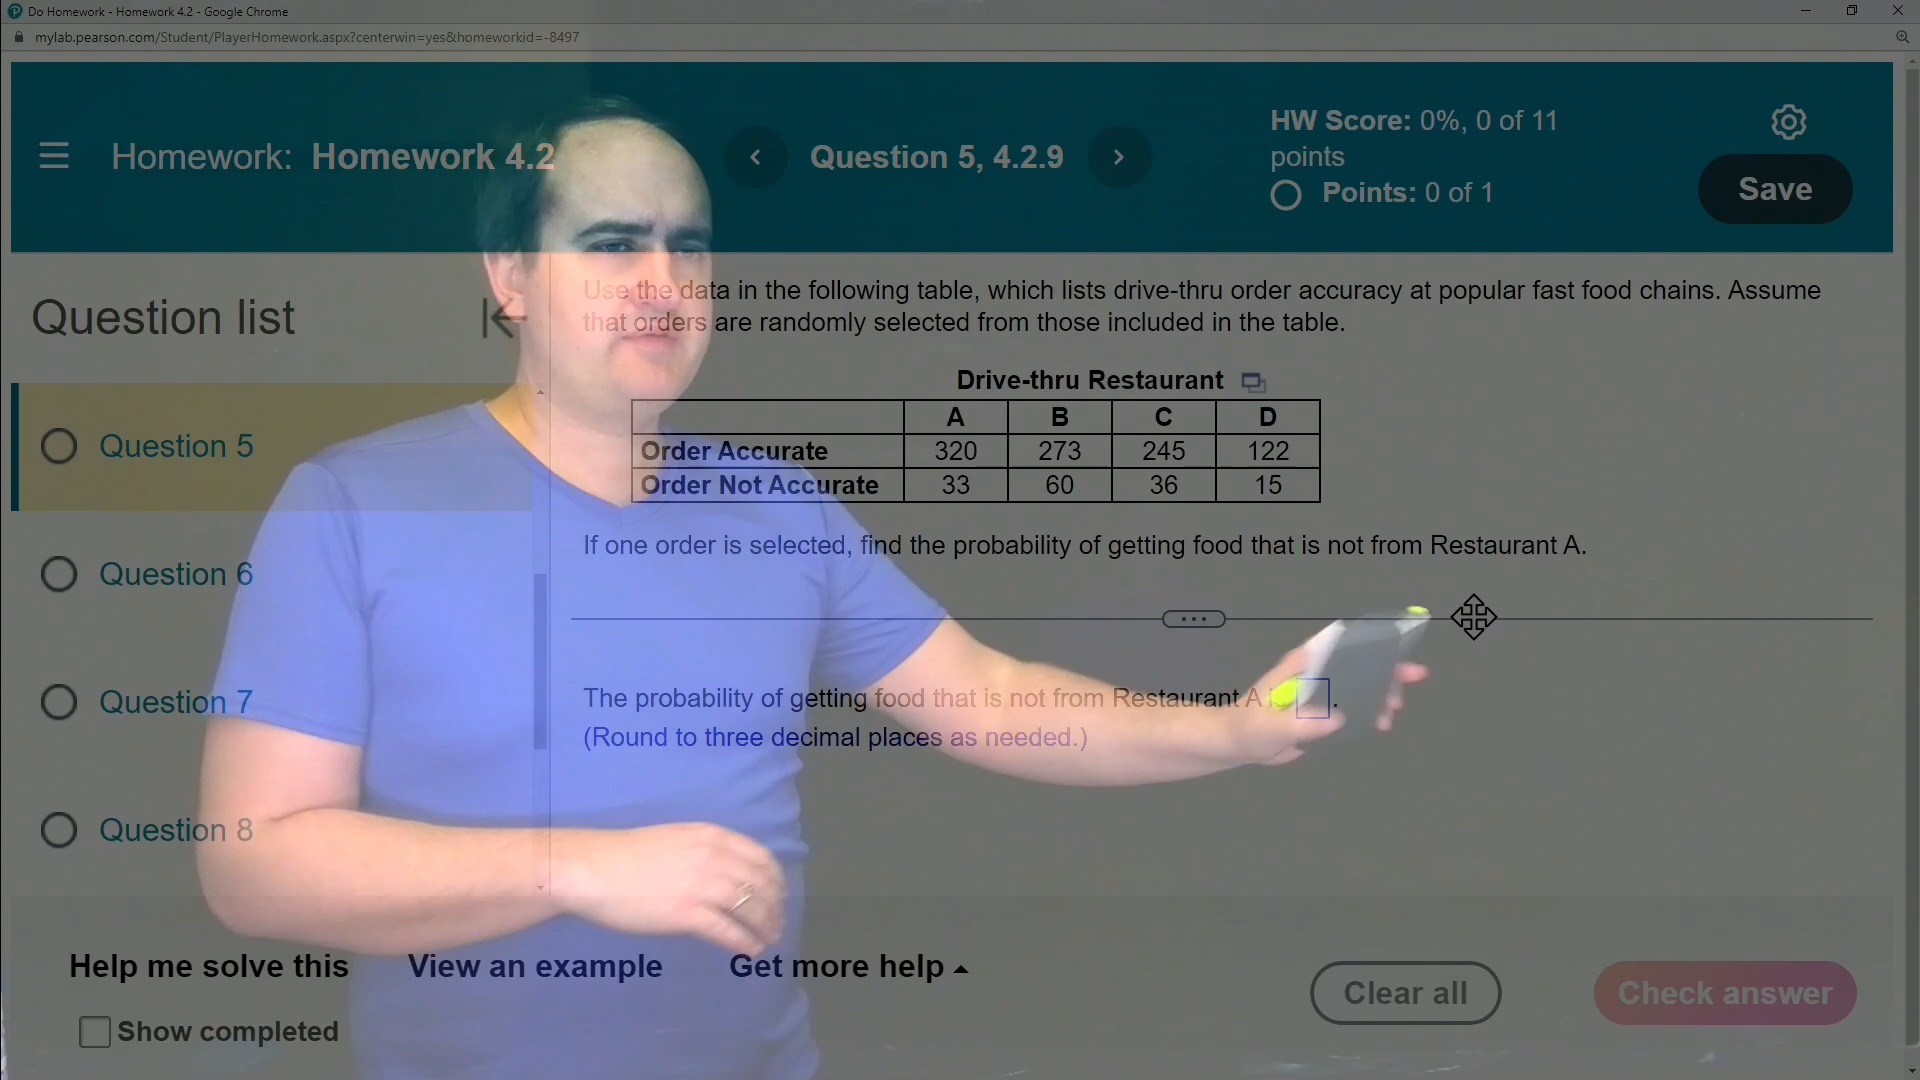 Do Homework - Homework 4.2 - Google Chrome
mylab.pearson.com/Student/PlayerHomework.aspx?centerwin=yes&homeworkid=-8497
Homework: Homework 4.2
Question 5, 4.2.9
HW Score: 0%, 0 of 11 points
Points: 0 of 1
Save
Question list
Question 5
Question 6
Question 7
Question 8
Use the data in the following table, which lists drive-thru order accuracy at popular fast food chains. Assume
that orders are randomly selected from those included in the table.
Drive-thru Restaurant
A B C D
Order Accurate 320 273 245 122
Order Not Accurate 33 60 36 15
If one order is selected, find the probability of getting food that is not from Restaurant A.
The probability of getting food that is not from Restaurant A .
(Round to three decimal places as needed.)
Help me solve this
View an example
Get more help
Clear all
Check answer
Show completed